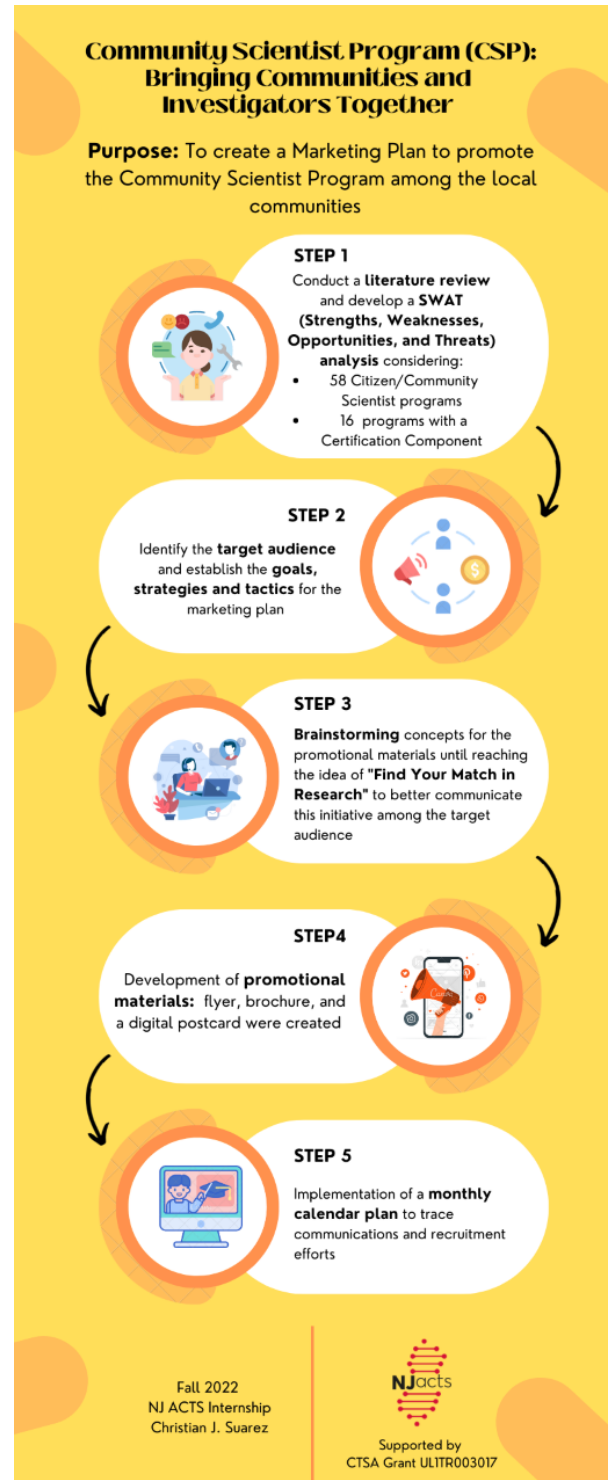 Community Scientist Program (CSP):
Bringing Communities and
Investigators Together
Purpose: To create a Marketing Plan to promote
the Community Scientist Program among the local
communities
STEP 1
Conduct a literature review
and develop a SWAT
(Strengths, Weaknesses,
Opportunities, and Threats)
analysis considering:
• 58 Citizen/Community
Scientist programs
• 16 programs with a
Certification Component
STEP 2
Identify the target audience
and establish the goals,
strategies and tactics for the
marketing plan
STEP 3
Brainstorming concepts for the
promotional materials until reaching
the idea of "Find Your Match in
Research" to better communicate
this initiative among the target
audience
STEP4
Development of promotional
materials: flyer, brochure, and
a digital postcard were created
STEP 5
Implementation of a monthly
calendar plan to trace
communications and recruitment
efforts
Fall 2022
NJ ACTS Internship
Christian J. Suarez
NJacts
Supported by
CTSA Grant UL1TR003017